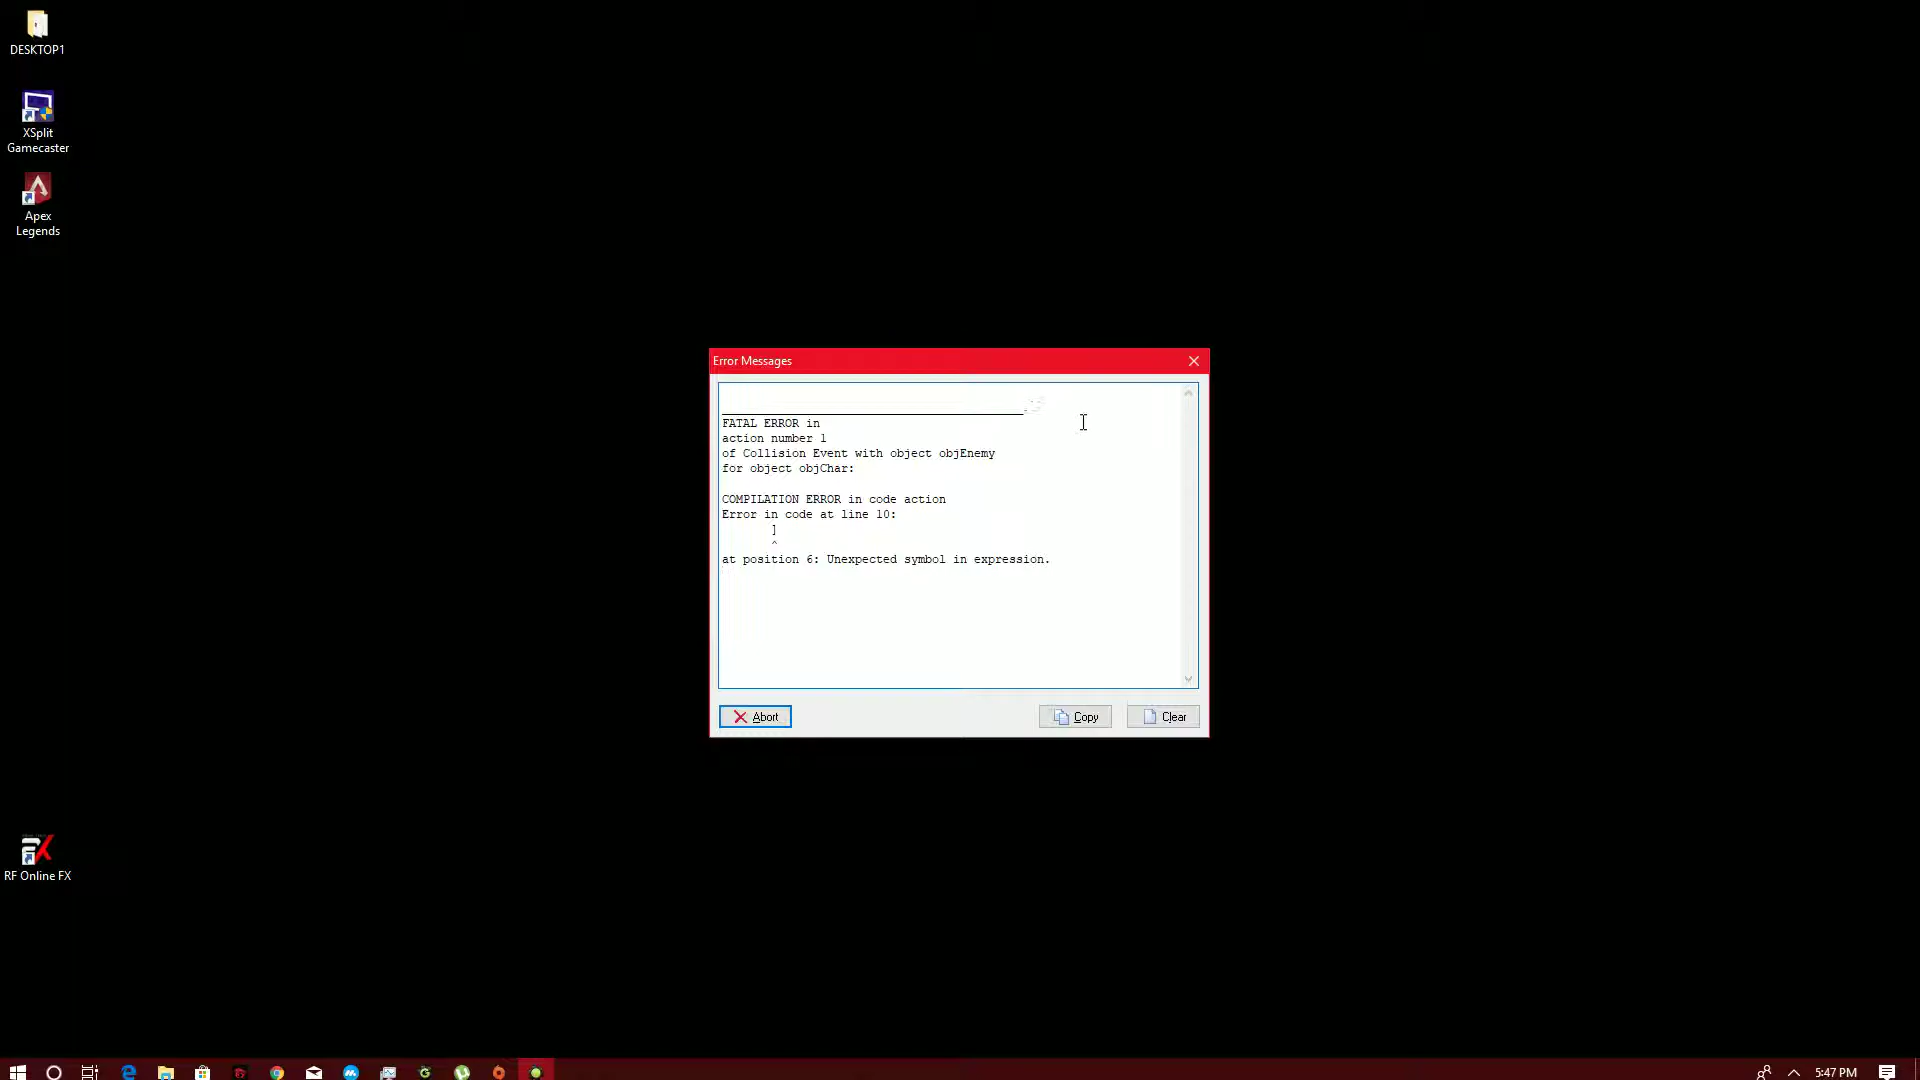 DESKTOP1
XSplit
Gamecaster
Apex
Legends
RF Online FX
Error Messages
FATAL ERROR in
action number 1
of Collision Event with object objEnemy
for object objChar:
COMPILATION ERROR in code action
Error in code at line 10:
]
^
at position 6: Unexpected symbol in expression.
Abort
Copy
Clear
5:47 PM